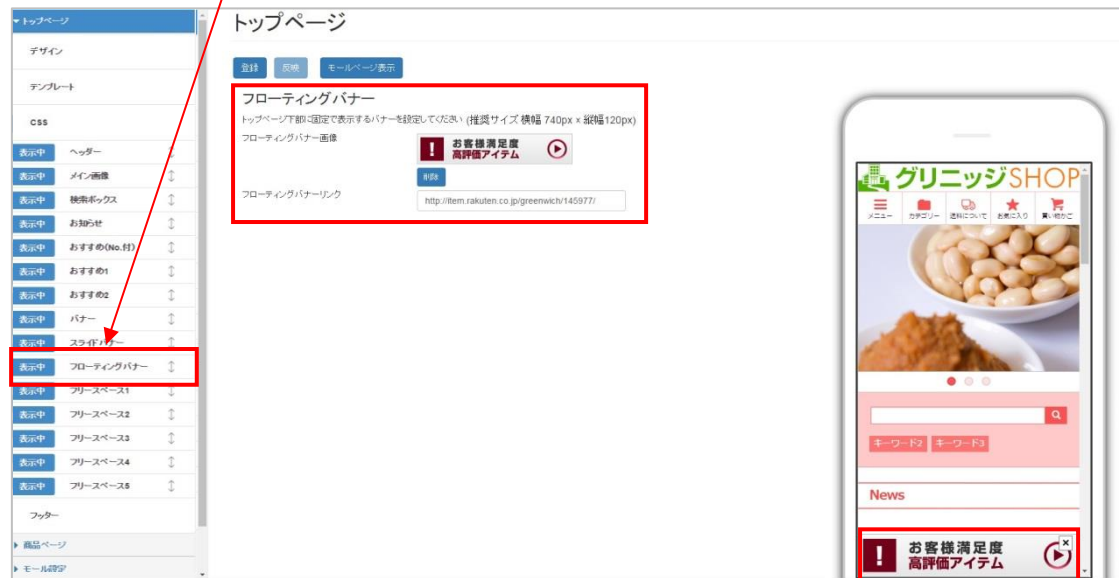 トップページ
デザイン
テンプレート
CSS
表示中 ヘッダー
表示中 メイン画像
表示中 検索ボックス
表示中 お知らせ
表示中 おすすめ(No.付)
表示中 おすすめ1
表示中 おすすめ2
表示中 バナー
表示中 スライドバナー
表示中 フローティングバナー
表示中 フリースペース1
表示中 フリースペース2
表示中 フリースペース3
表示中 フリースペース4
表示中 フリースペース5
フッター
商品ページ
モール設定
トップページ
登録 反映 モールページ表示
フローティングバナー
トップページ下部に固定で表示するバナーを設定してください (推奨サイズ 横幅 740px x 縦幅120px)
フローティングバナー画像
お客様満足度
高評価アイテム
削除
フローティングバナーリンク
http://item.rakuten.co.jp/greenwich/145977/
グリニッジSHOP
メニュー カテゴリー 送料について お気に入り 買い物かご
キーワード2 キーワード3
News
お客様満足度
高評価アイテム